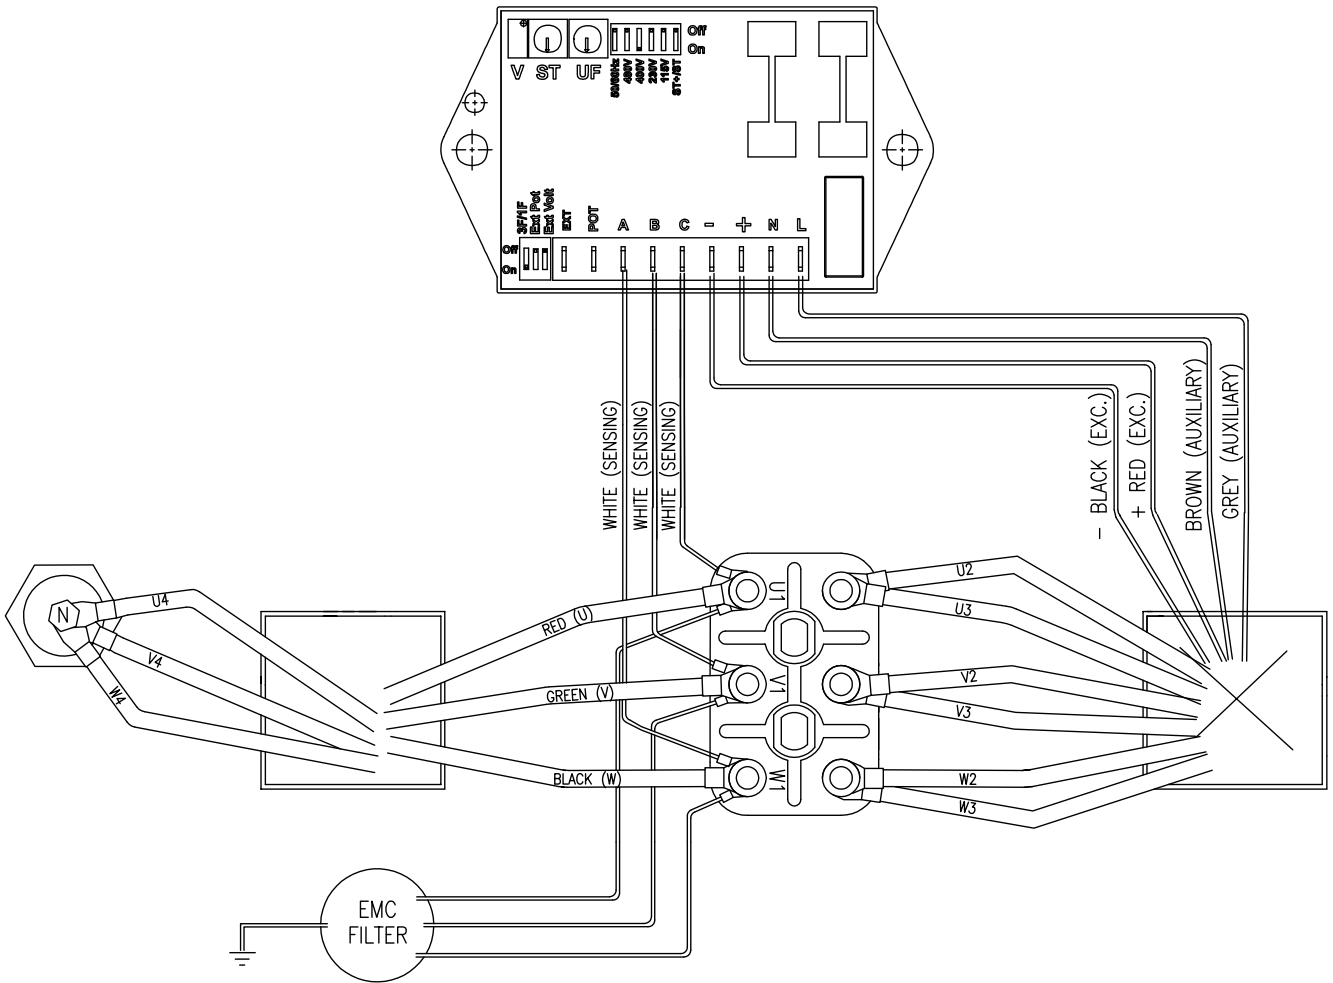 Off
On
V ST UF
50/60Hz
480V
400V
230V
115V
ST+/ST
3F/1F
Ext Pot
Ext Volt
EXT
POT
A B C − + N L
Off
On
WHITE (SENSING)
WHITE (SENSING)
WHITE (SENSING)
− BLACK (EXC.)
+ RED (EXC.)
BROWN (AUXILIARY)
GREY (AUXILIARY)
N
U4
V4
W4
RED (U)
GREEN (V)
BLACK (W)
U1
V1
W1
U2
U3
V2
V3
W2
W3
EMC
FILTER